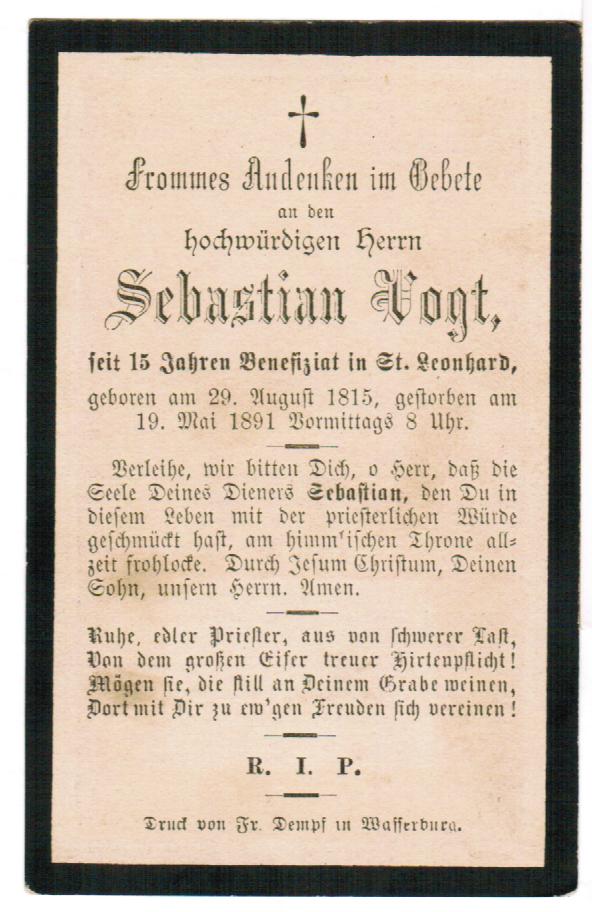 Frommes Andenken im Gebete
an den
hochwürdigen Herrn
Sebastian Vogt,
seit 15 Jahren Benefiziat in St. Leonhard,
geboren am 29. August 1815, gestorben am
19. Mai 1891 Vormittags 8 Uhr.
Verleihe, wir bitten Dich, o Herr, daß die
Seele Deines Dieners Sebastian, den Du in
diesem Leben mit der priesterlichen Würde
geschmückt hast, am himm'ischen Throne all=
zeit frohlocke. Durch Jesum Christum, Deinen
Sohn, unsern Herrn. Amen.
Ruhe, edler Priester, aus von schwerer Last,
Von dem großen Eifer treuer Hirtenpflicht!
Mögen sie, die still an Deinem Grabe weinen,
Dort mit Dir zu ew'gen Freuden sich vereinen!
R. I. P.
Druck von Fr. Dempf in Wasserburg.